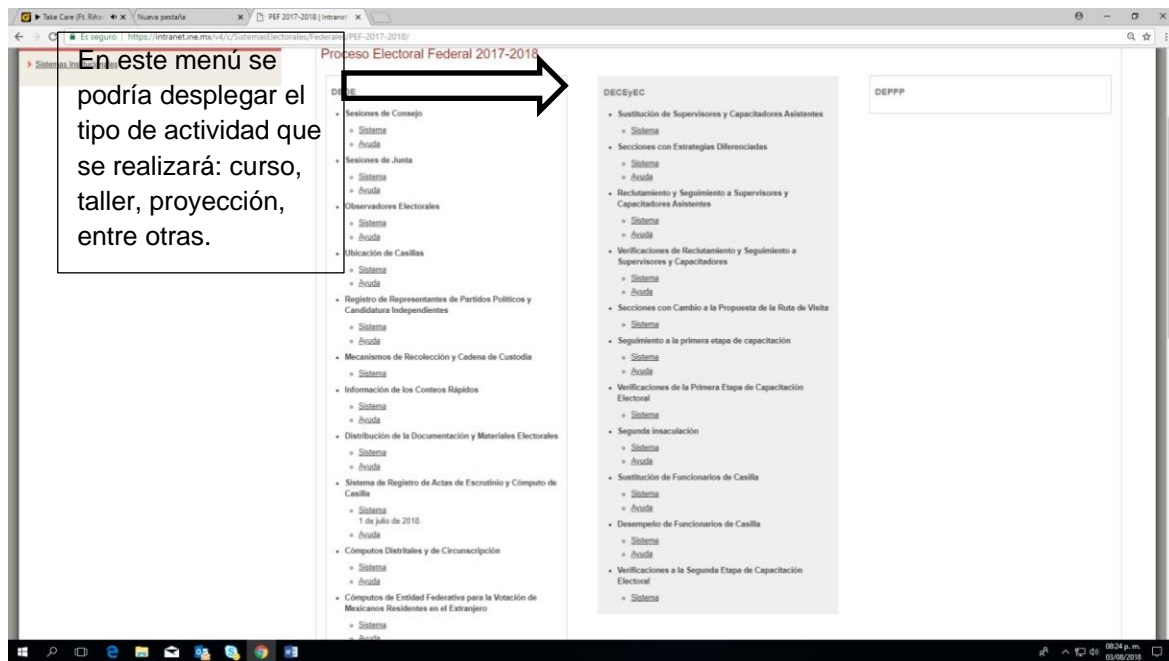 Take Care (Ft. Riha
Nueva pestaña
PEF 2017-2018 | Intranet
Es seguro | https://intranet.ine.mx/v4/c/SistemasElectorales/Federales/PEF-2017-2018/
Proceso Electoral Federal 2017-2018
En este menú se
podría desplegar el
tipo de actividad que
se realizará: curso,
taller, proyección,
entre otras.
Sesiones de Consejo
Sistema
Ayuda
Sesiones de Junta
Sistema
Ayuda
Observadores Electorales
Sistema
Ayuda
Ubicación de Casillas
Sistema
Ayuda
Registro de Representantes de Partidos Políticos y
Candidatura Independientes
Sistema
Ayuda
Mecanismos de Recolección y Cadena de Custodia
Sistema
Información de los Conteos Rápidos
Sistema
Ayuda
Distribución de la Documentación y Materiales Electorales
Sistema
Ayuda
Sistema de Registro de Actas de Escrutinio y Cómputo de
Casilla
Sistema
1 de julio de 2018.
Ayuda
Cómputos Distritales y de Circunscripción
Sistema
Ayuda
Cómputos de Entidad Federativa para la Votación de
Mexicanos Residentes en el Extranjero
Sistema
Ayuda
DECEyEC
Sustitución de Supervisores y Capacitadores Asistentes
Sistema
Ayuda
Secciones con Estrategias Diferenciadas
Sistema
Ayuda
Reclutamiento y Seguimiento a Supervisores y
Capacitadores Asistentes
Sistema
Ayuda
Verificaciones de Reclutamiento y Seguimiento a
Supervisores y Capacitadores
Sistema
Ayuda
Secciones con Cambio a la Propuesta de la Ruta de Visita
Sistema
Seguimiento a la primera etapa de capacitación
Sistema
Ayuda
Verificaciones de la Primera Etapa de Capacitación
Electoral
Sistema
Segunda insaculación
Sistema
Ayuda
Sustitución de Funcionarios de Casilla
Sistema
Ayuda
Desempeño de Funcionarios de Casilla
Sistema
Ayuda
Verificaciones a la Segunda Etapa de Capacitación
Electoral
Sistema
DEPPP
08:24 p. m.
03/08/2018